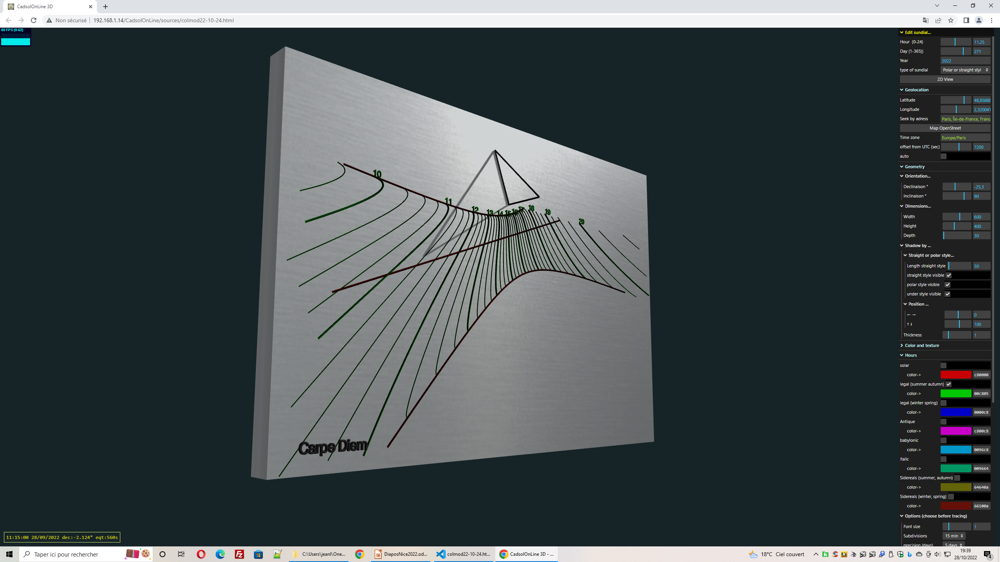 CadsolOnLine 3D
Non sécurisé
192.168.1.14/CadsolOnLine/sources/colmod22-10-24.html
60 FPS (0-62)
10
11
12
13
14
15
16
17
18
19
20
Carpe Diem
11:15:00 28/09/2022 dec:-2.124° eqt:560s
Edit sundial...
Hour (0-24) 11.25
Day (1-365)) 271
Year 2022
type of sundial Polar or straight styl
2D View
Geolocation
Latitude 48,85888
Longitude 2,320041
Seek by adress Paris, Île-de-France, Franc
Map OpenStreet
Time zone Europe/Paris
offset from UTC (sec) 7200
auto
Geometry
Orientation...
Declinaison ° -25,3
Inclinaison ° 90
Dimensions...
Width 600
Height 400
Depth 30
Shadow by ...
Straight or polar style...
Length straight style 50
straight style visible
polar style visible
under style visible
Position ...
←→ 0
↑↓ 100
Thickness 1
Color and texture
Hours
solar
color-> c80000
legal (summer autumn)
color-> 00c805
legal (winter spring)
color-> 0000c8
Antique
color-> c800c8
babylonic
color-> 0096c8
italic
color-> 009664
Sidereals (summer, autumn)
color-> 64640a
Sidereals (winter, spring)
color-> 66100a
Options (choose before tracing)
Font size 1
Subdivisions 15 min
precision (days) 5 days
Taper ici pour rechercher
C:\Users\jeanl\One...
DiaposNice2022.od...
colmod22-10-24.ht...
CadsolOnLine 3D - ...
18°C Ciel couvert
19:39
28/10/2022
4